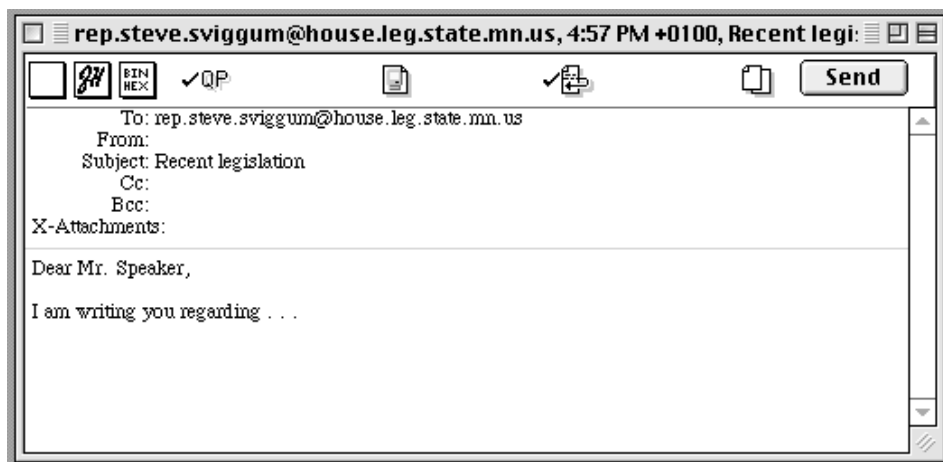 rep.steve.sviggum@house.leg.state.mn.us, 4:57 PM +0100, Recent legi:
BIN HEX QP Send
To: rep.steve.sviggum@house.leg.state.mn.us
From:
Subject: Recent legislation
Cc:
Bcc:
X-Attachments:
Dear Mr. Speaker,
I am writing you regarding . . .